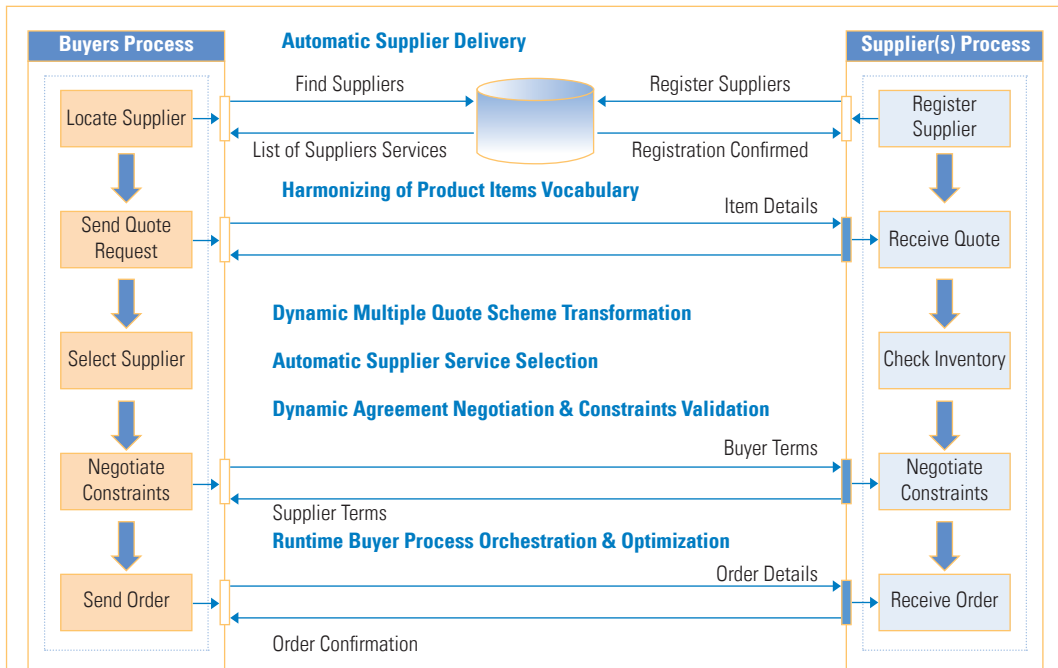 Buyers Process
Automatic Supplier Delivery
Supplier(s) Process
Find Suppliers
Register Suppliers
Locate Supplier
Register
Supplier
List of Suppliers Services
Registration Confirmed
Harmonizing of Product Items Vocabulary
Item Details
Send Quote
Request
Receive Quote
Dynamic Multiple Quote Scheme Transformation
Select Supplier
Automatic Supplier Service Selection
Check Inventory
Dynamic Agreement Negotiation & Constraints Validation
Buyer Terms
Negotiate
Constraints
Negotiate
Constraints
Supplier Terms
Runtime Buyer Process Orchestration & Optimization
Order Details
Send Order
Receive Order
Order Confirmation